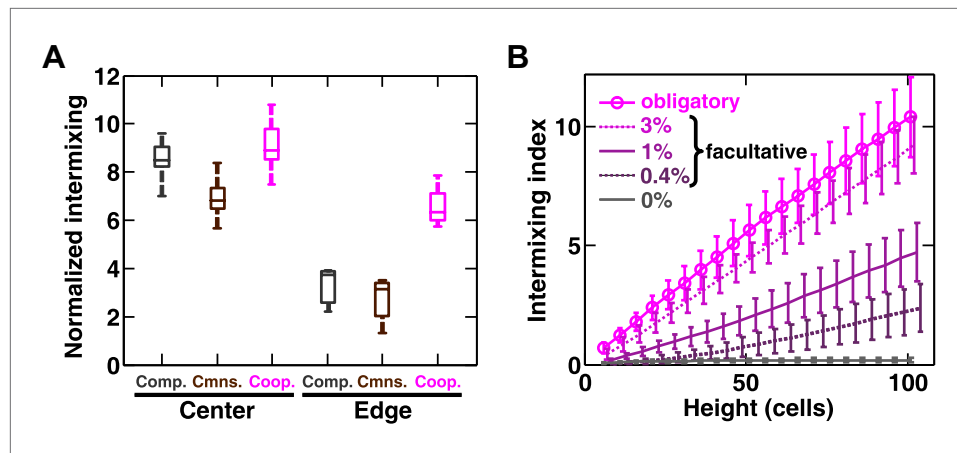 A
Normalized intermixing
12
10
8
6
4
2
0
Comp. Cmns. Coop. Comp. Cmns. Coop.
Center Edge
B
Intermixing index
10
5
0
obligatory
3%
1%
0.4%
0%
facultative
0 50 100
Height (cells)